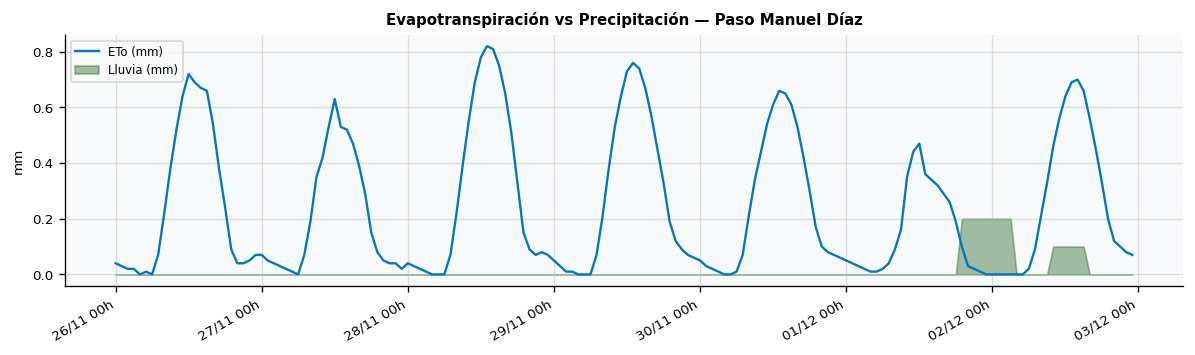 Evapotranspiración vs Precipitación — Paso Manuel Díaz
ETo (mm)
Lluvia (mm)
mm
0.8
0.6
0.4
0.2
0.0
26/11 00h
27/11 00h
28/11 00h
29/11 00h
30/11 00h
01/12 00h
02/12 00h
03/12 00h